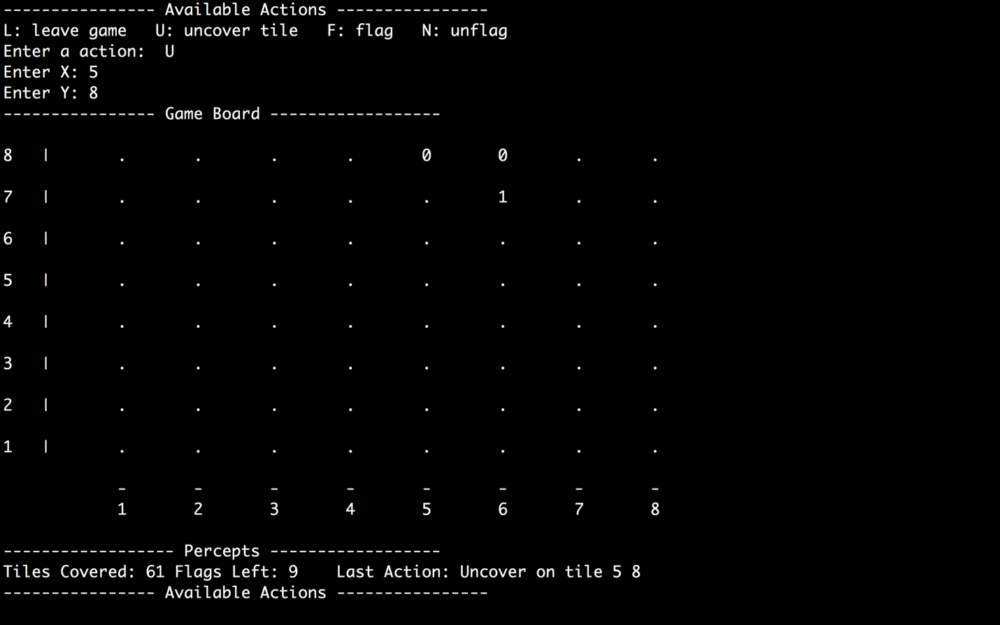 ---------------- Available Actions ----------------
L: leave game   U: uncover tile   F: flag   N: unflag
Enter a action:  U
Enter X: 5
Enter Y: 8
---------------- Game Board ------------------
8   |       .       .       .       .       0       0       .       .
7   |       .       .       .       .       .       1       .       .
6   |       .       .       .       .       .       .       .       .
5   |       .       .       .       .       .       .       .       .
4   |       .       .       .       .       .       .       .       .
3   |       .       .       .       .       .       .       .       .
2   |       .       .       .       .       .       .       .       .
1   |       .       .       .       .       .       .       .       .
            -       -       -       -       -       -       -       -
            1       2       3       4       5       6       7       8
------------------ Percepts ------------------
Tiles Covered: 61 Flags Left: 9    Last Action: Uncover on tile 5 8
---------------- Available Actions ----------------